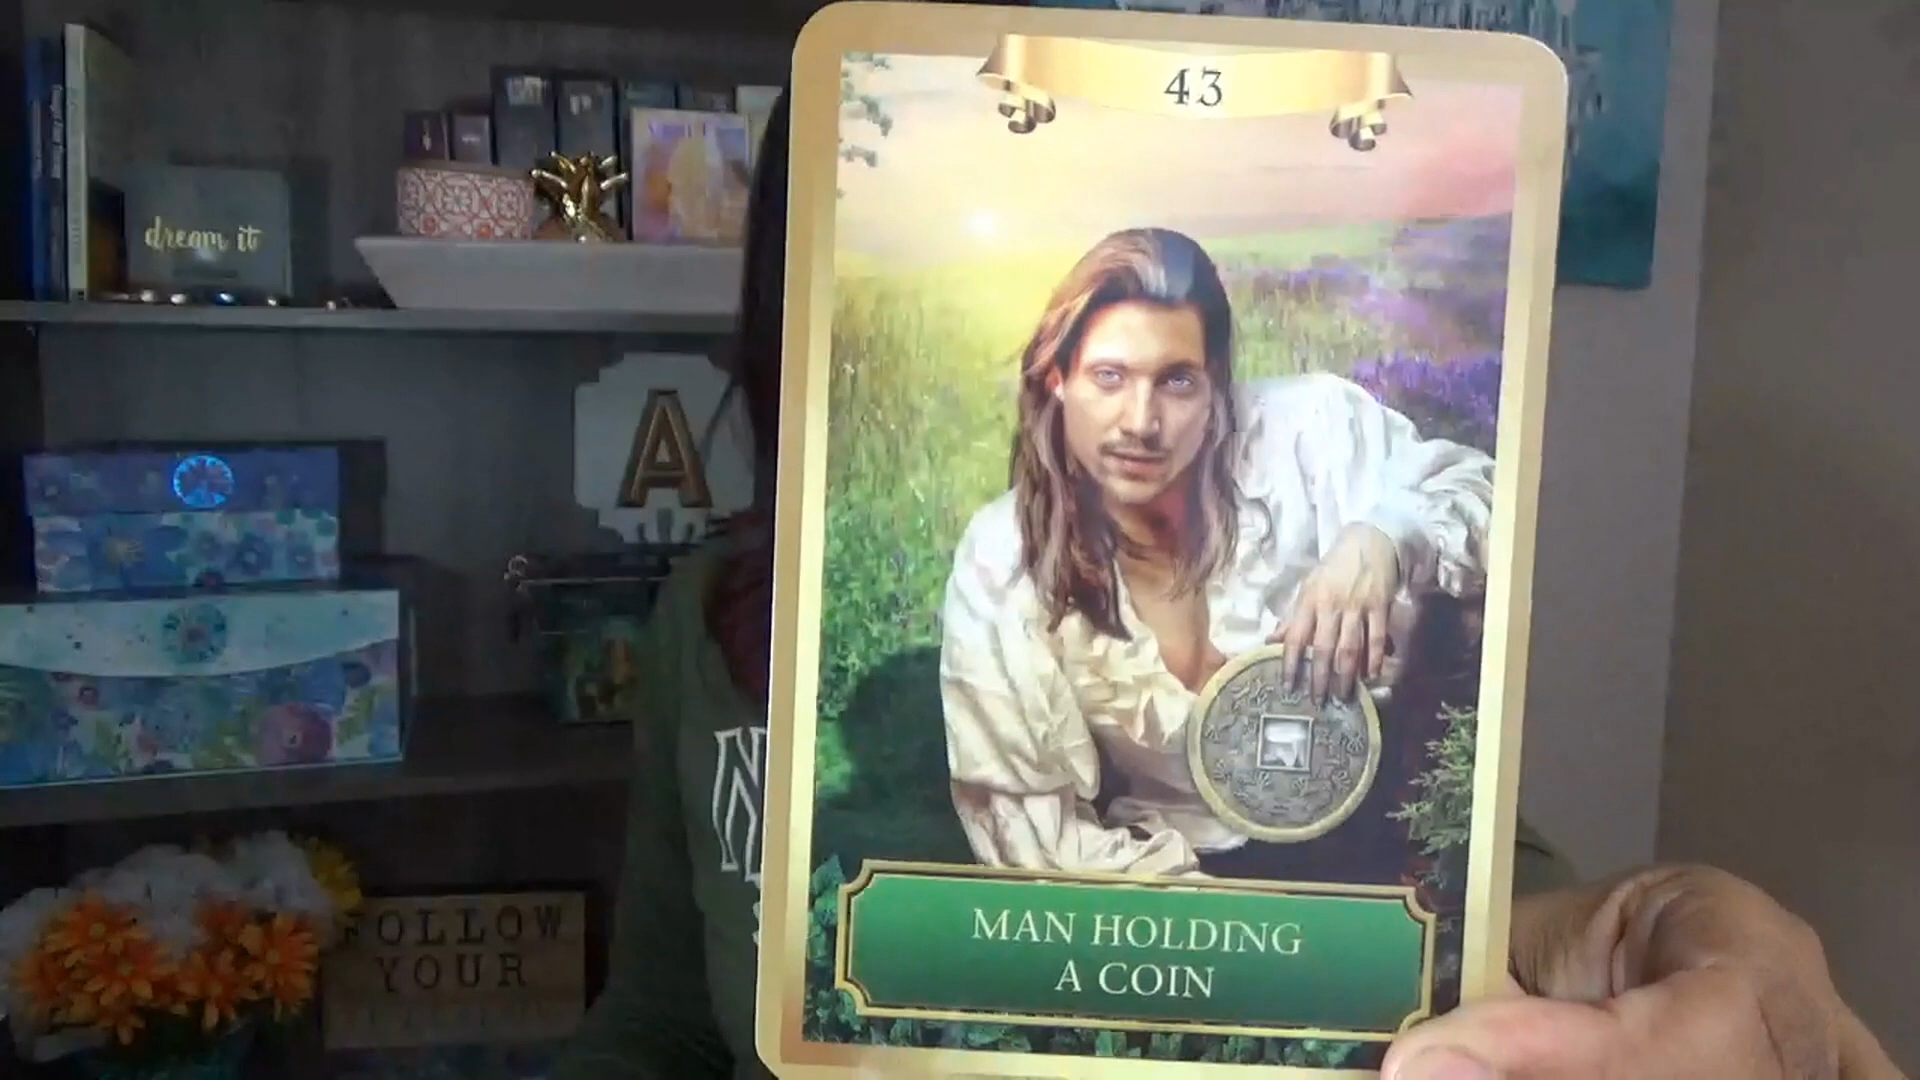 43
dream it
A
FOLLOW
YOUR
MAN HOLDING
A COIN